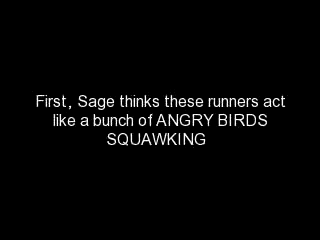 First, Sage thinks these runners act
like a bunch of ANGRY BIRDS
SQUAWKING